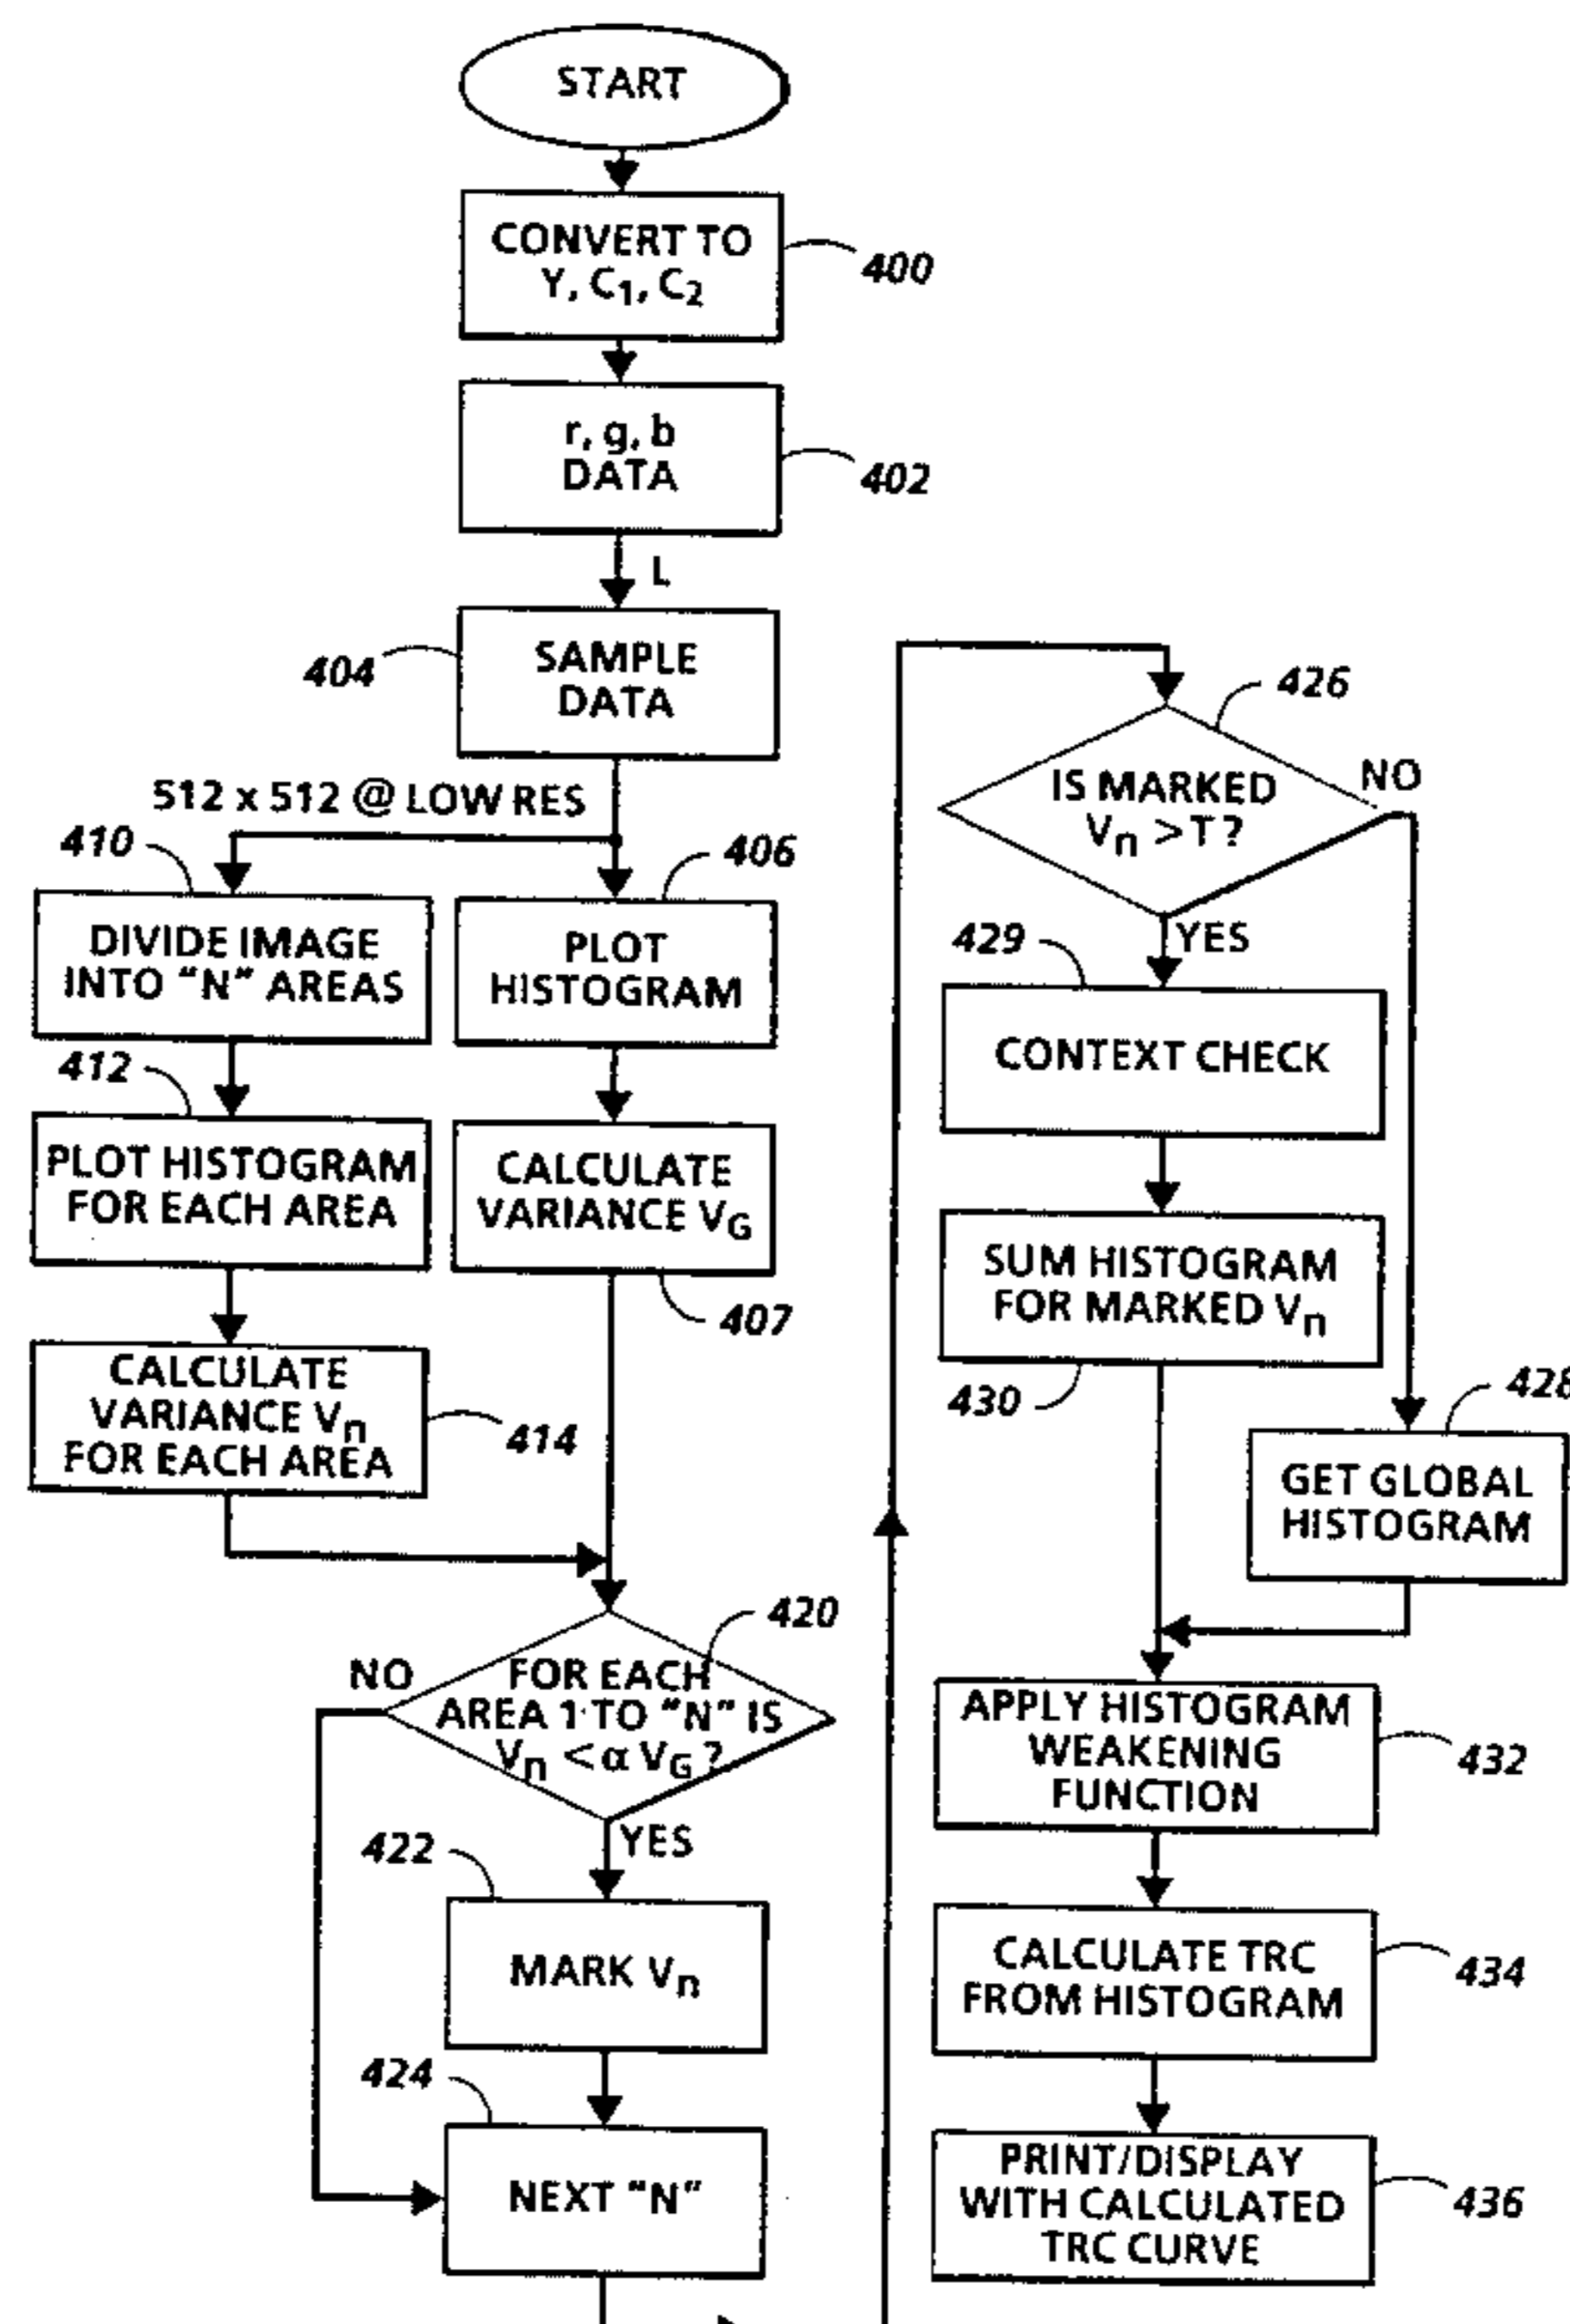 START
CONVERT TO
Y, C₁, C₂
400
r, g, b
DATA
402
L
404
SAMPLE
DATA
512 x 512 @ LOW RES
410
406
DIVIDE IMAGE
INTO "N" AREAS
PLOT
HISTOGRAM
412
PLOT HISTOGRAM
FOR EACH AREA
CALCULATE
VARIANCE VG
407
CALCULATE
VARIANCE Vn
FOR EACH AREA
414
420
NO
FOR EACH
AREA 1 TO "N" IS
Vn < α VG ?
YES
422
MARK Vn
424
NEXT "N"
426
IS MARKED
Vn > T ?
NO
YES
429
CONTEXT CHECK
SUM HISTOGRAM
FOR MARKED Vn
430
428
GET GLOBAL
HISTOGRAM
APPLY HISTOGRAM
WEAKENING
FUNCTION
432
CALCULATE TRC
FROM HISTOGRAM
434
PRINT/DISPLAY
WITH CALCULATED
TRC CURVE
436